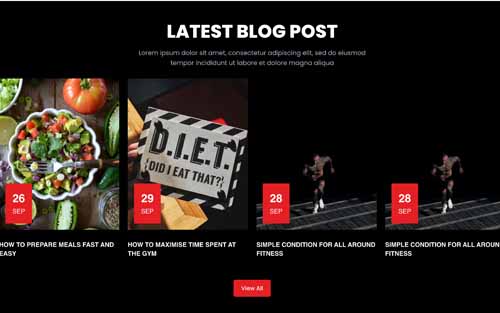 LATEST BLOG POST
Lorem ipsum dolor sit amet, consectetur adipiscing elit, sed do eiusmod
tempor incididunt ut labore et dolore magna aliqua
D.I.E.T.
DID I EAT THAT?
26
SEP
29
SEP
28
SEP
28
SEP
HOW TO PREPARE MEALS FAST AND
EASY
HOW TO MAXIMISE TIME SPENT AT
THE GYM
SIMPLE CONDITION FOR ALL AROUND
FITNESS
SIMPLE CONDITION FOR ALL AROUN
FITNESS
View All